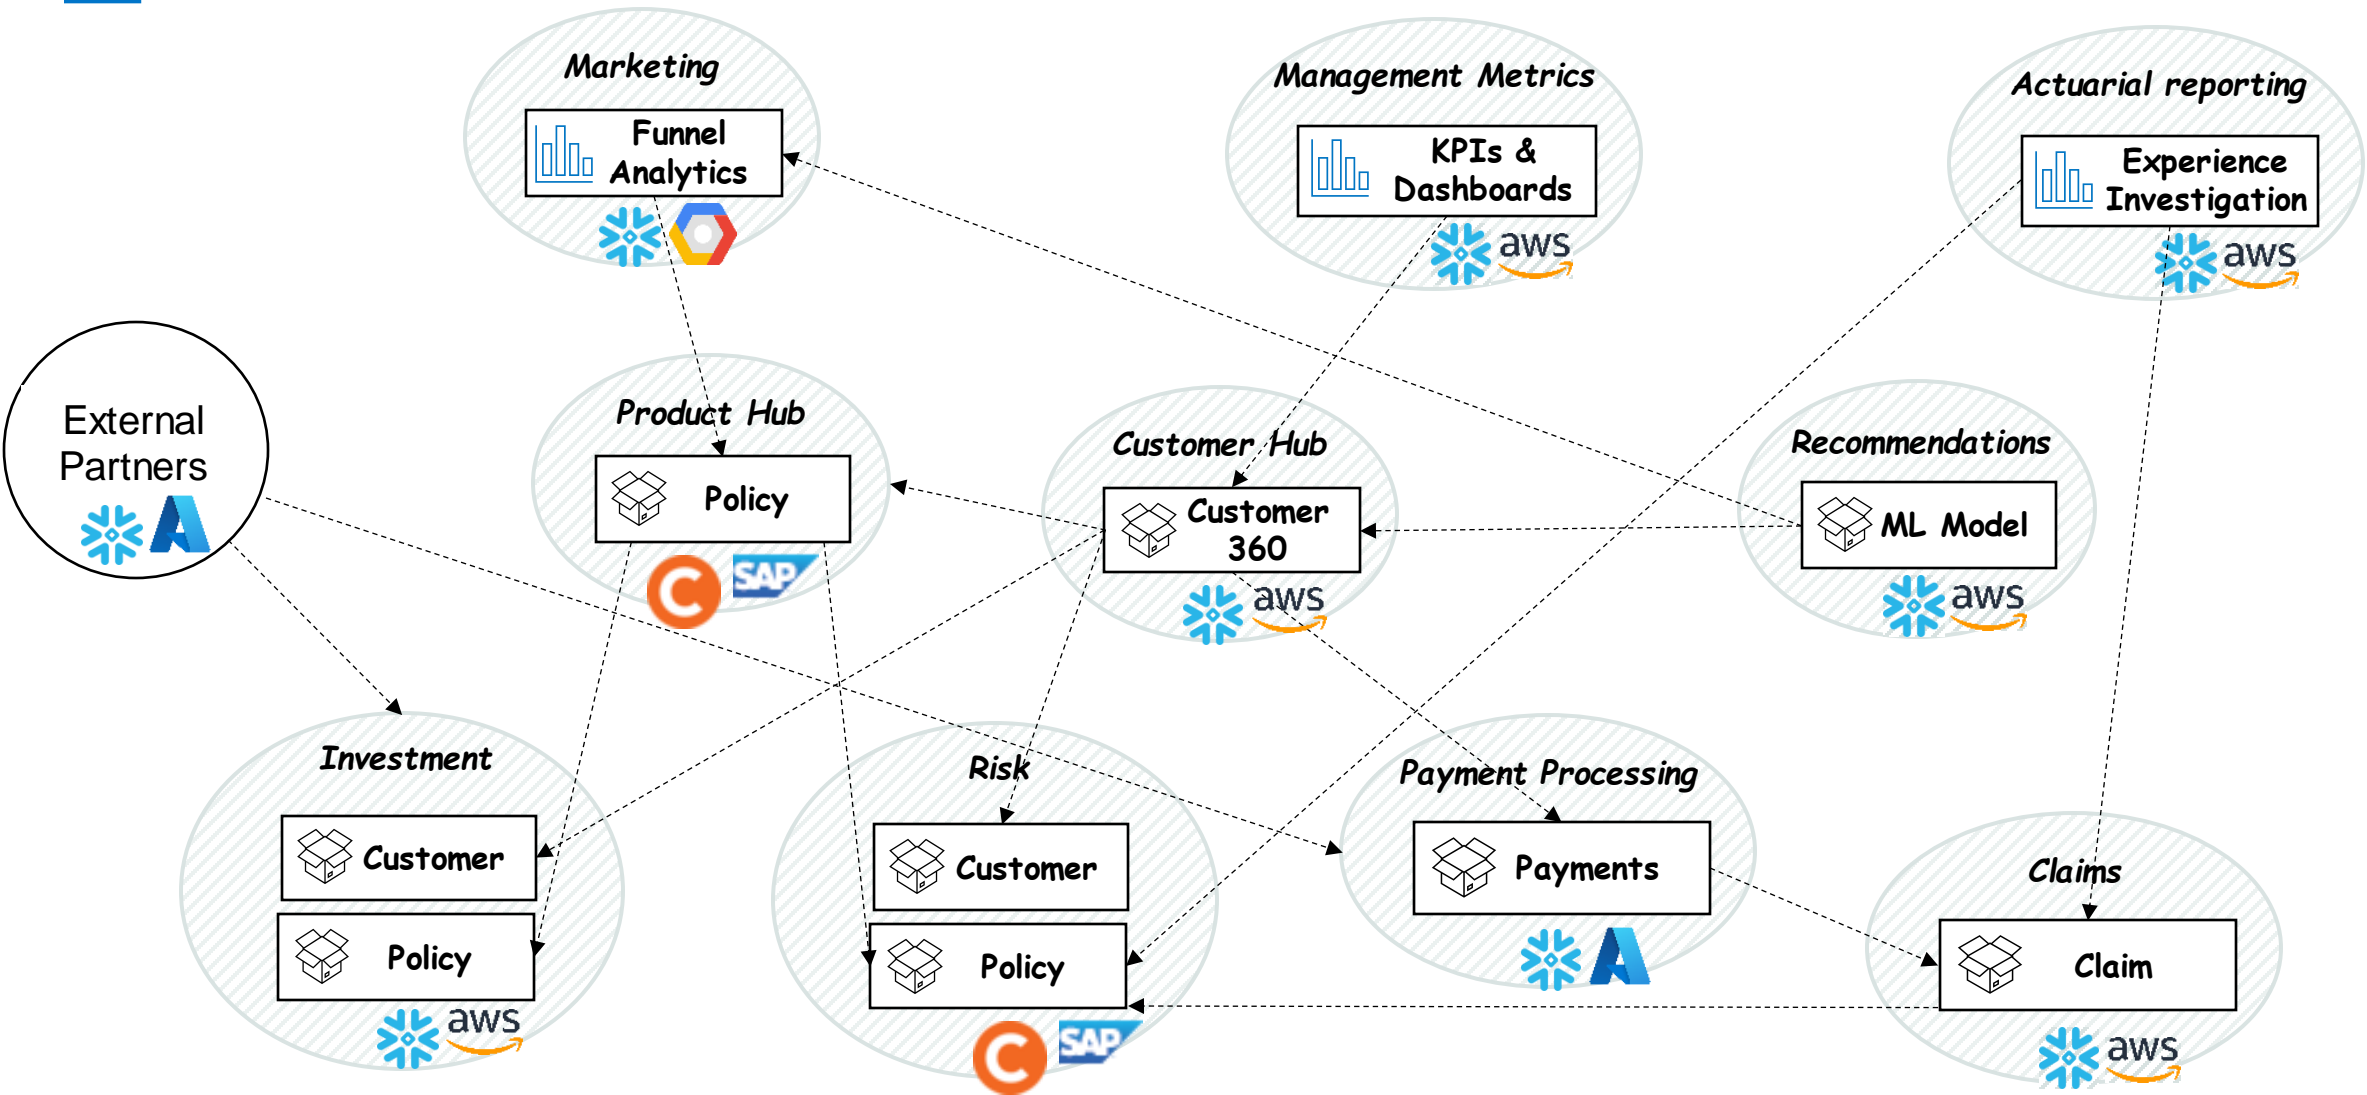 Marketing
Funnel
Analytics
Management Metrics
KPIs &
Dashboards
aws
Actuarial reporting
Experience
Investigation
aws
External
Partners
Product Hub
Policy
C
SAP
Customer Hub
Customer
360
aws
Recommendations
ML Model
aws
Investment
Customer
Policy
aws
Risk
Customer
Policy
C
SAP
Payment Processing
Payments
Claims
Claim
aws